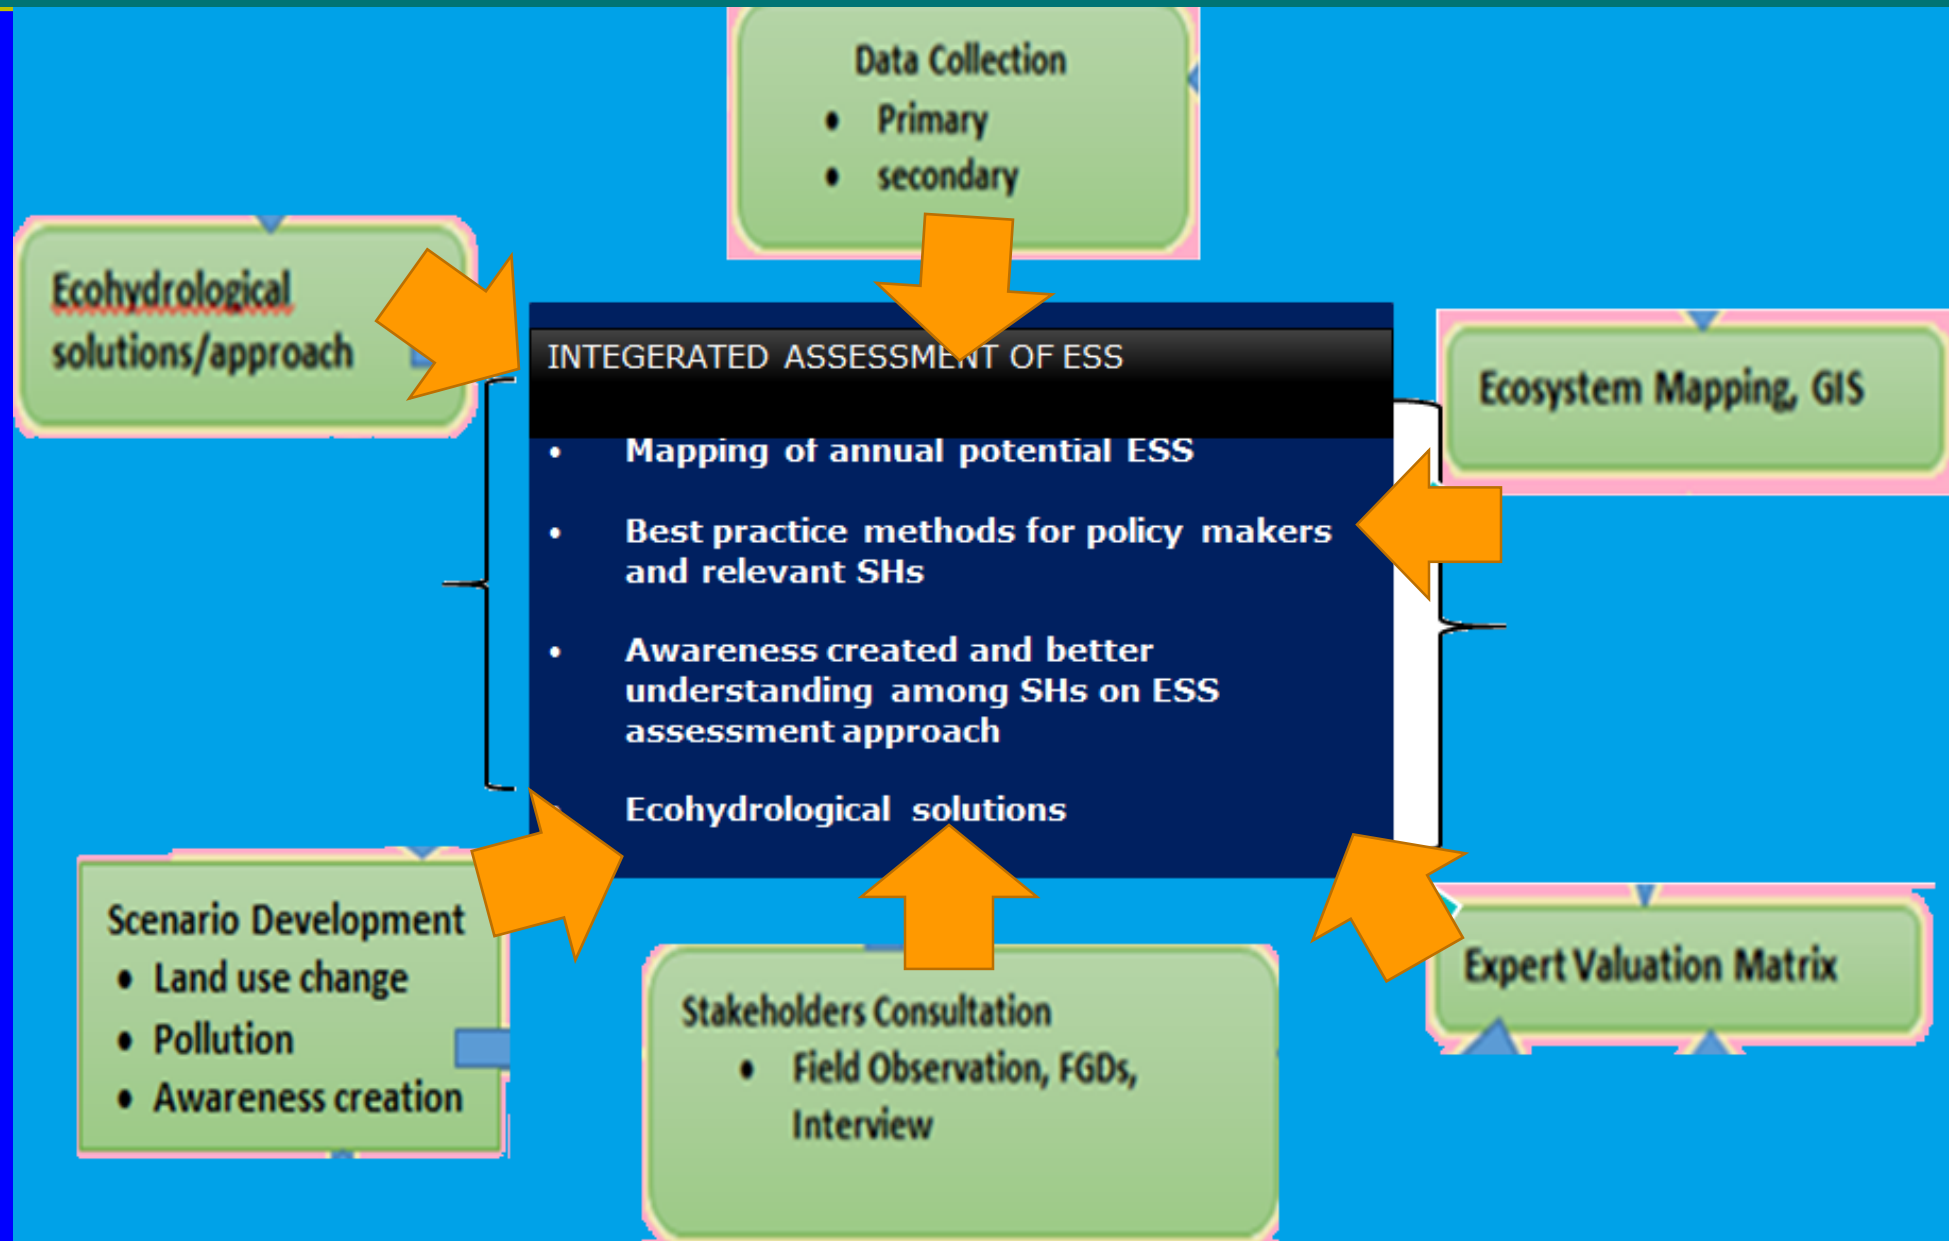 Data Collection
• Primary
• secondary
Ecohydrological
solutions/approach
INTEGERATED ASSESSMENT OF ESS
• Mapping of annual potential ESS
• Best practice methods for policy makers
and relevant SHs
• Awareness created and better
understanding among SHs on ESS
assessment approach
Ecohydrological solutions
Ecosystem Mapping, GIS
Scenario Development
• Land use change
• Pollution
• Awareness creation
Stakeholders Consultation
• Field Observation, FGDs,
Interview
Expert Valuation Matrix